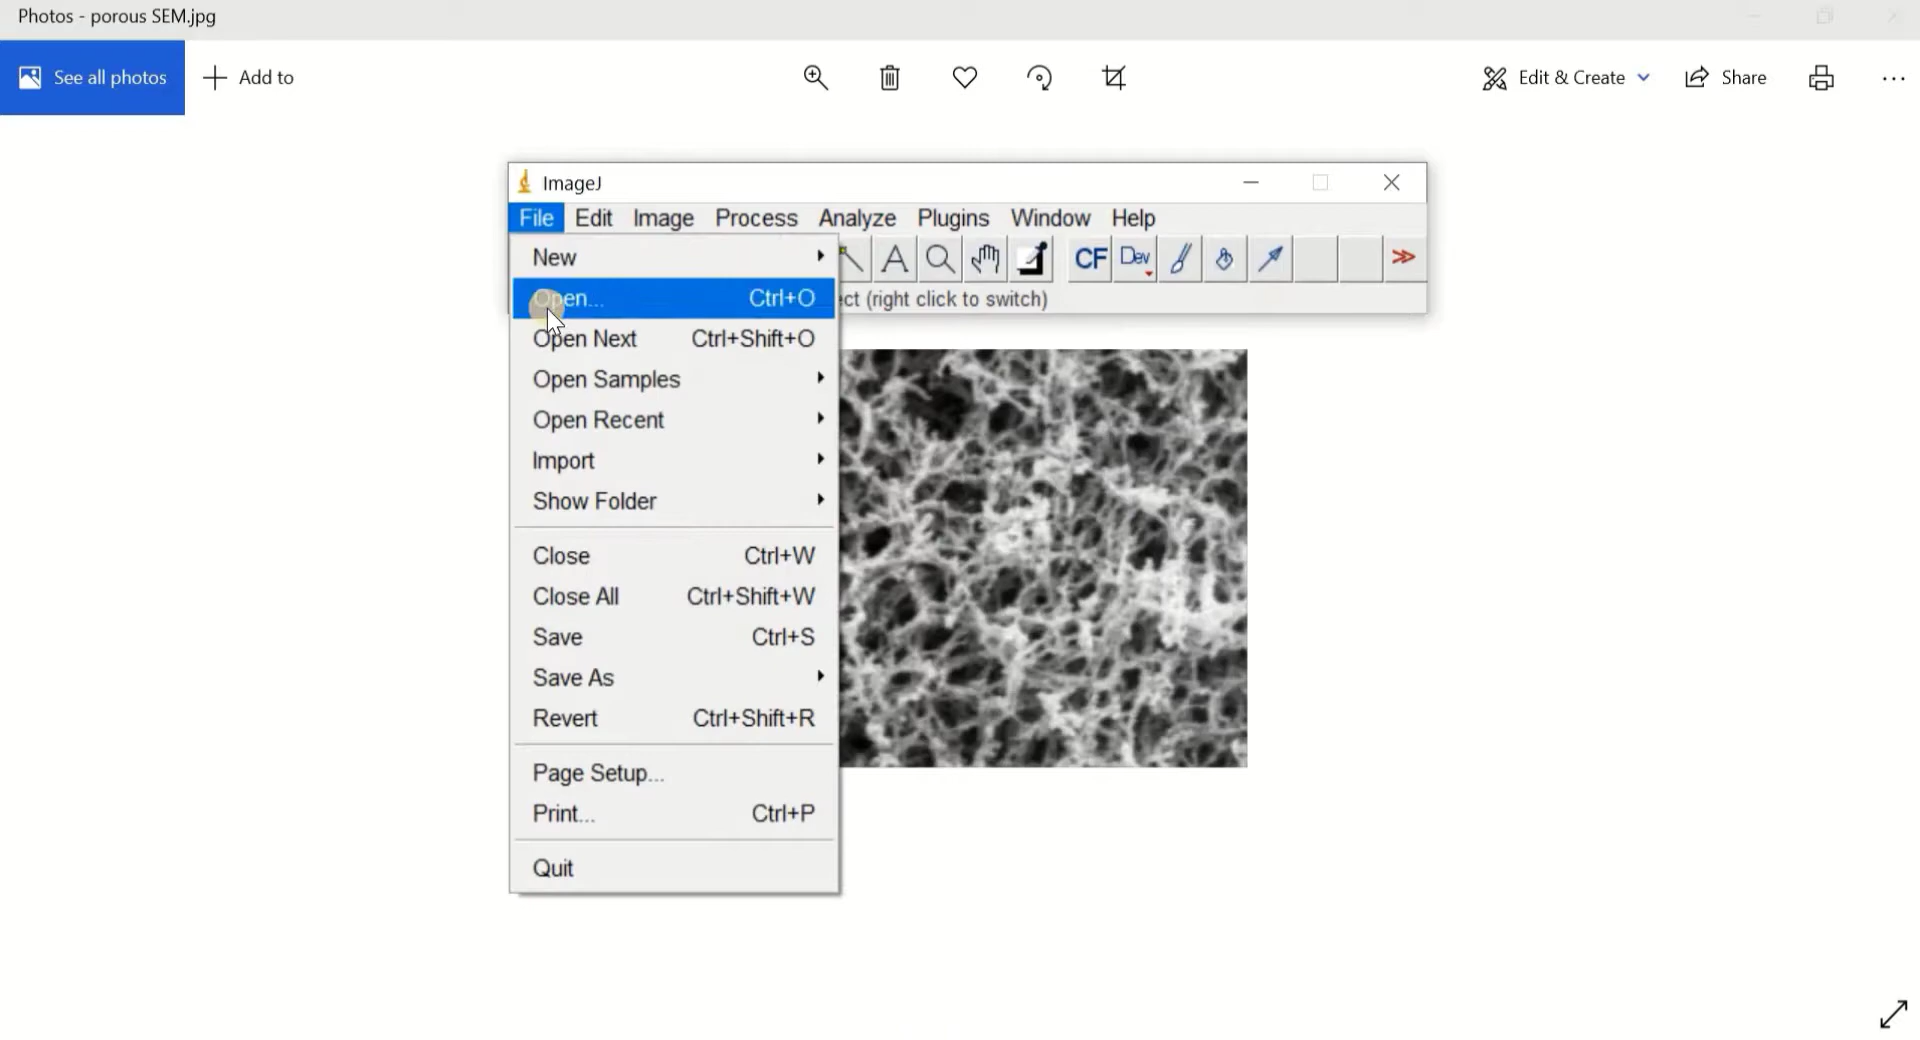 Photos - porous SEM.jpg
See all photos
Add to
Edit & Create
Share
ImageJ
File Edit Image Process Analyze Plugins Window Help
CF Dev
ect (right click to switch)
New
Open... Ctrl+O
Open Next Ctrl+Shift+O
Open Samples
Open Recent
Import
Show Folder
Close Ctrl+W
Close All Ctrl+Shift+W
Save Ctrl+S
Save As
Revert Ctrl+Shift+R
Page Setup...
Print... Ctrl+P
Quit